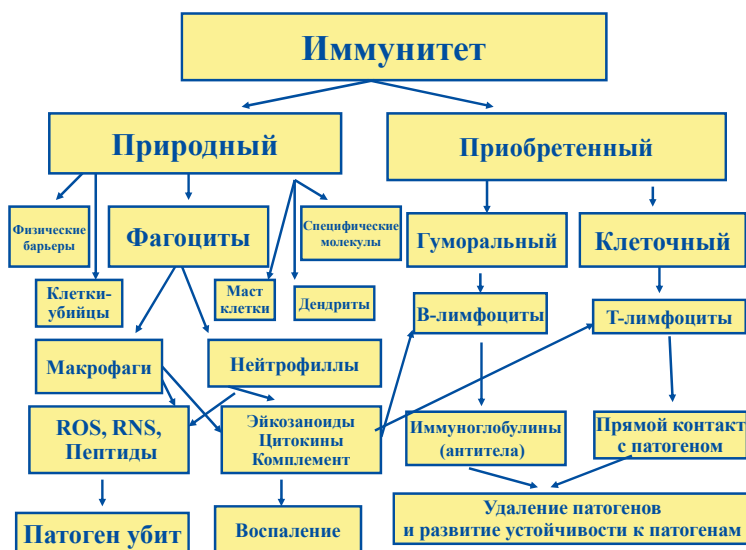 Иммунитет
Природный
Приобретенный
Физические
барьеры
Фагоциты
Специфические
молекулы
Гуморальный
Клеточный
Клетки-
убийцы
Маст
клетки
Дендриты
В-лимфоциты
Т-лимфоциты
Макрофаги
Нейтрофиллы
ROS, RNS,
Пептиды
Эйкозаноиды
Цитокины
Комплемент
Иммуноглобулины
(антитела)
Прямой контакт
с патогеном
Патоген убит
Воспаление
Удаление патогенов
и развитие устойчивости к патогенам